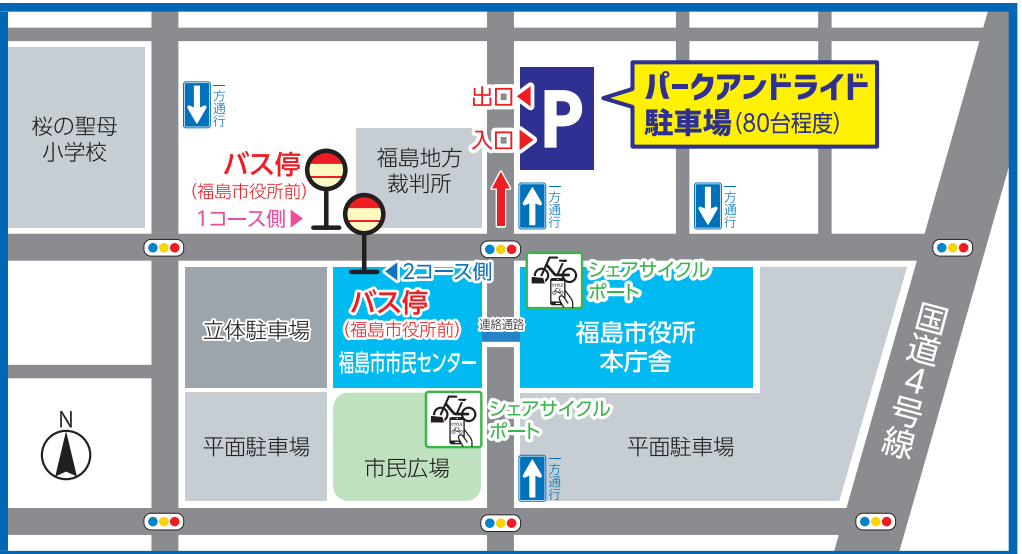 桜の聖母
小学校
一方通行
バス停
(福島市役所前)
1コース側▶
福島地方
裁判所
出口◀
入口▶
P
パークアンドライド
駐車場(80台程度)
一方通行
一方通行
◀2コース側
バス停
(福島市役所前)
福島市市民センター
立体駐車場
連絡通路
CYCLE
シェアサイクル
ポート
福島市役所
本庁舎
国道4号線
N
平面駐車場
市民広場
CYCLE
シェアサイクル
ポート
一方通行
平面駐車場